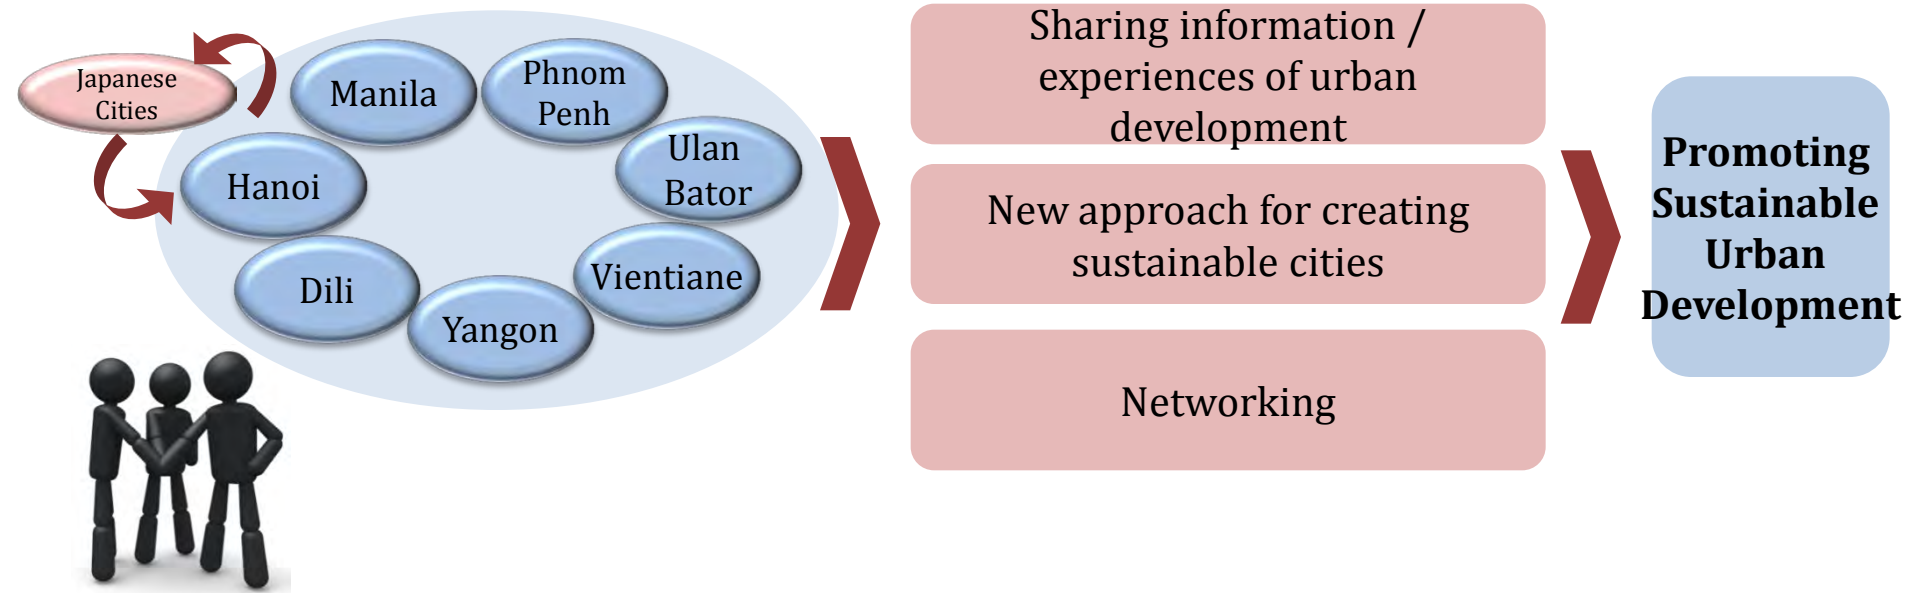 Japanese
Cities
Manila
Phnom
Penh
Ulan
Bator
Hanoi
Vientiane
Dili
Yangon
Sharing information /
experiences of urban
development
New approach for creating
sustainable cities
Networking
Promoting
Sustainable
Urban
Development